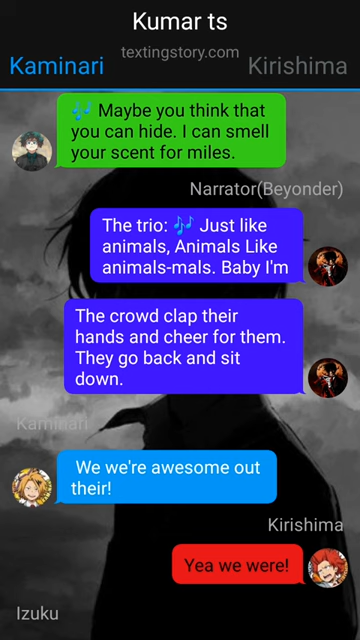 Kumar ts
textingstory.com
Kaminari
Kirishima
🎶 Maybe you think that
you can hide. I can smell
your scent for miles.
Narrator(Beyonder)
The trio: 🎶 Just like
animals, Animals Like
animals-mals. Baby I'm
The crowd clap their
hands and cheer for them.
They go back and sit
down.
Kaminari
We we're awesome out
their!
Kirishima
Yea we were!
Izuku